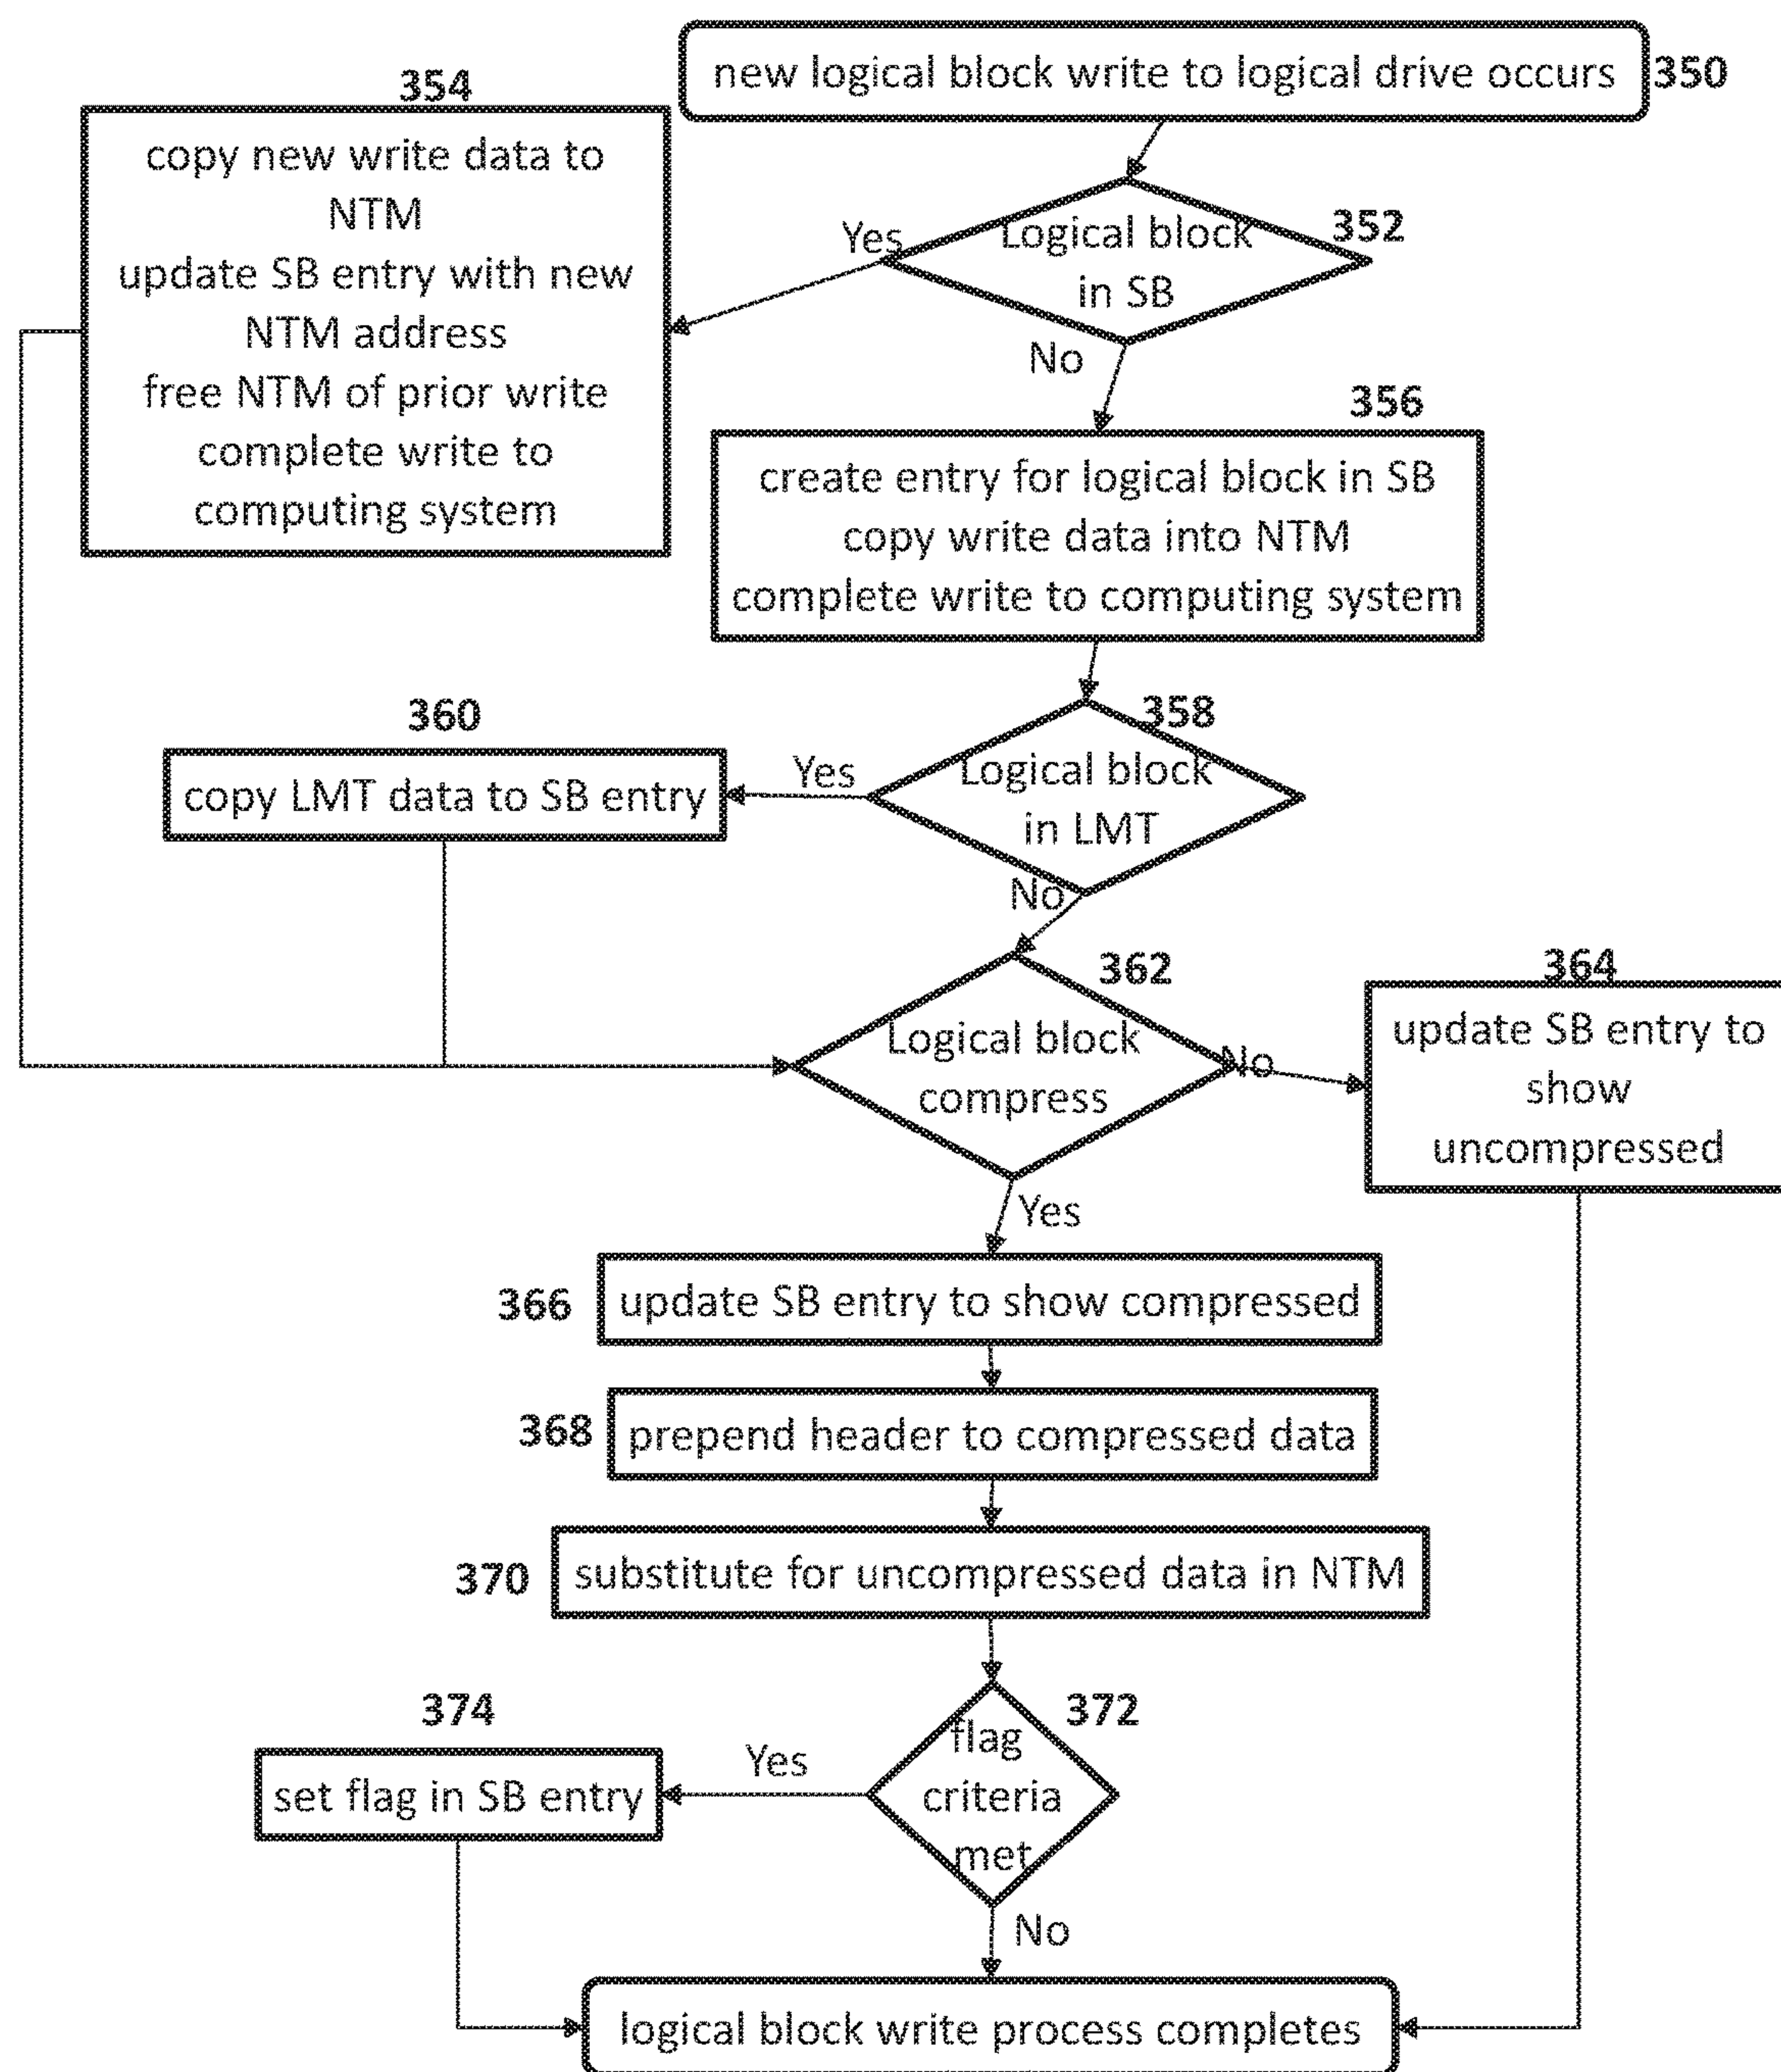 new logical block write to logical drive occurs
350
354
copy new write data to
NTM
update SB entry with new
NTM address
free NTM of prior write
complete write to
computing system
Yes
Logical block
in SB
352
No
356
create entry for logical block in SB
copy write data into NTM
complete write to computing system
360
copy LMT data to SB entry
Yes
358
Logical block
in LMT
No
362
Logical block
compress
No
364
update SB entry to
show
uncompressed
Yes
366
update SB entry to show compressed
368
prepend header to compressed data
370
substitute for uncompressed data in NTM
374
set flag in SB entry
Yes
372
flag
criteria
met
No
logical block write process completes